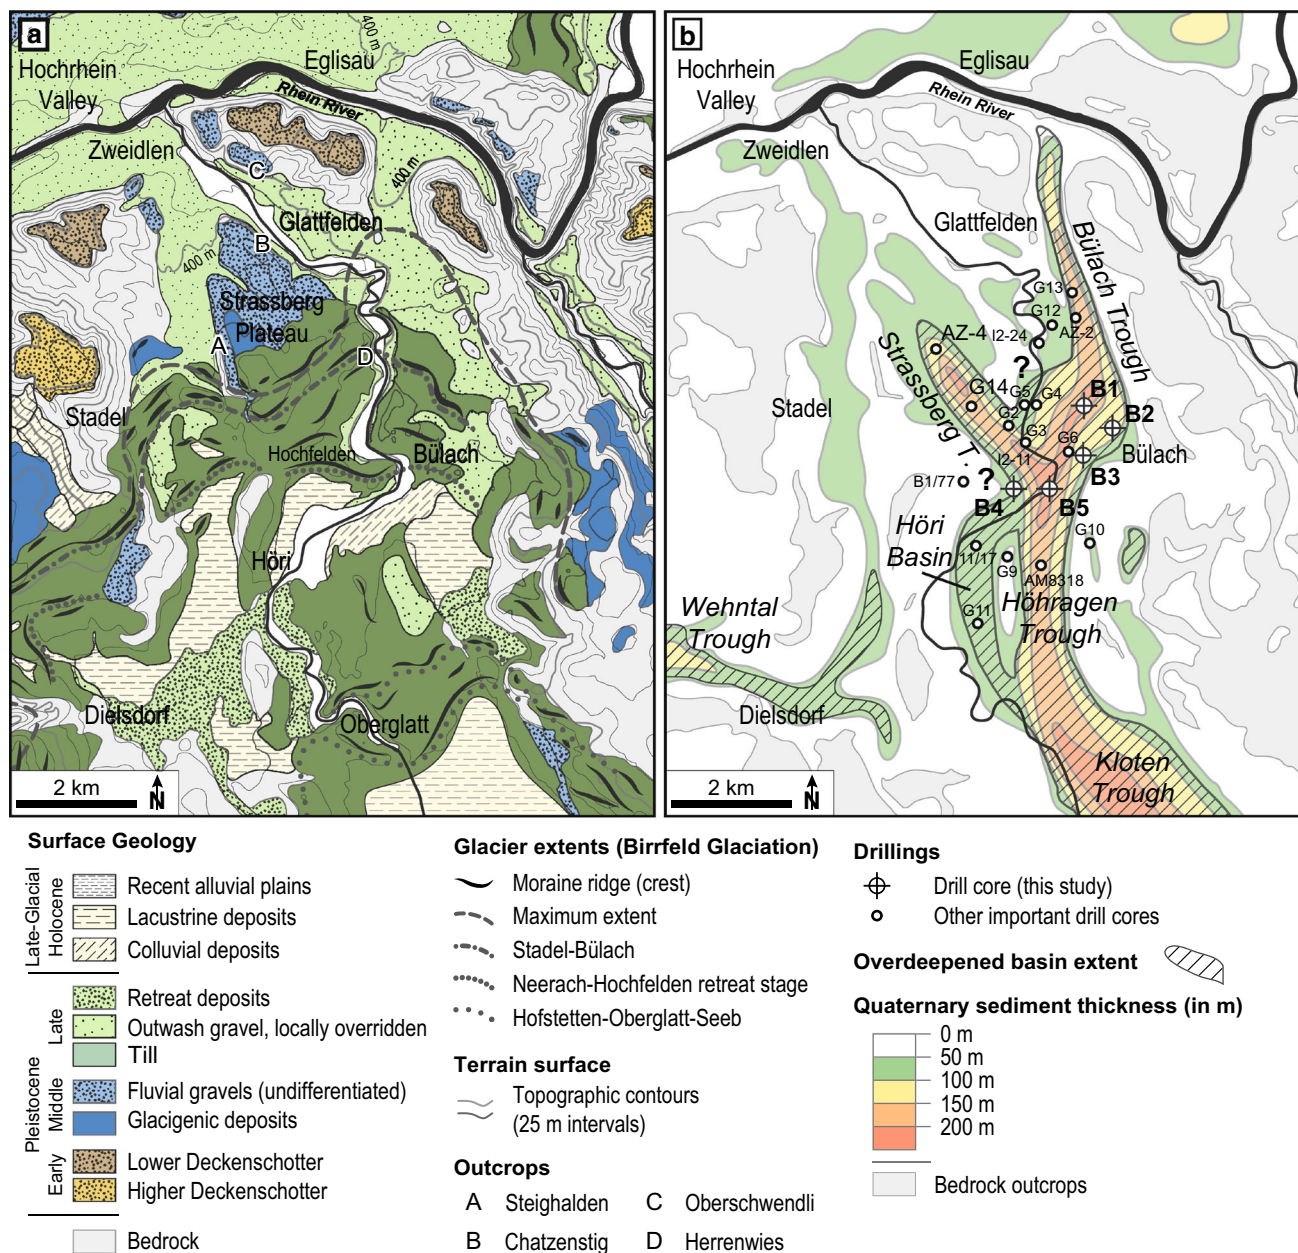 a
400 m
Hochrhein
Valley
Eglisau
Rhein River
Zweidlen
C
400 m
Glattfelden
B
400 m
Strassberg
Plateau
A
D
Stadel
Hochfelden
Bülach
Höri
Dielsdorf
Oberglatt
2 km
N
b
Hochrhein
Valley
Eglisau
Rhein River
Zweidlen
Glattfelden
Bülach Trough
G13
G12
AZ-2
AZ-4
I2-24
?
Strassberg T.
Stadel
G14
G5
G4
B1
G2
B2
G3
G6
I2-11
Bülach
B1/77
?
B3
B4
B5
Höri
Basin
G10
11/17
G9
AM8318
Wehntal
Trough
G11
Höhragen
Trough
Dielsdorf
Kloten
Trough
2 km
N
Surface Geology
Late-Glacial
Holocene
Recent alluvial plains
Lacustrine deposits
Colluvial deposits
Pleistocene
Late
Retreat deposits
Outwash gravel, locally overridden
Till
Middle
Fluvial gravels (undifferentiated)
Glacigenic deposits
Early
Lower Deckenschotter
Higher Deckenschotter
Bedrock
Glacier extents (Birrfeld Glaciation)
Moraine ridge (crest)
Maximum extent
Stadel-Bülach
Neerach-Hochfelden retreat stage
Hofstetten-Oberglatt-Seeb
Terrain surface
Topographic contours
(25 m intervals)
Outcrops
A Steighalden
C Oberschwendli
B Chatzenstig
D Herrenwies
Drillings
Drill core (this study)
Other important drill cores
Overdeepened basin extent
Quaternary sediment thickness (in m)
0 m
50 m
100 m
150 m
200 m
Bedrock outcrops